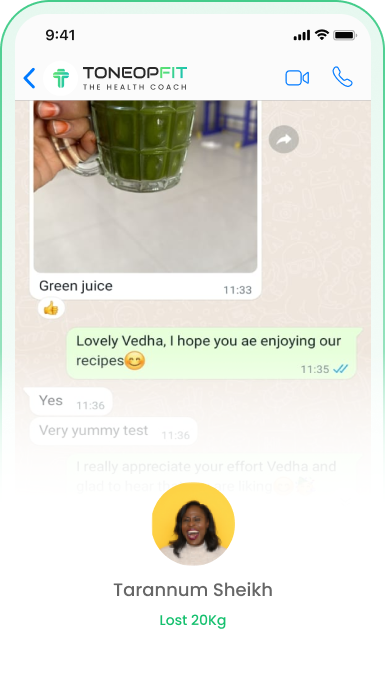 9:41
TONEOPFIT
THE HEALTH COACH
Green juice
11:33
Lovely Vedha, I hope you ae enjoying our
recipes😊
11:35
Yes 11:36
Very yummy test 11:36
I really appreciate your effort Vedha and
glad to hear
Tarannum Sheikh
Lost 20Kg